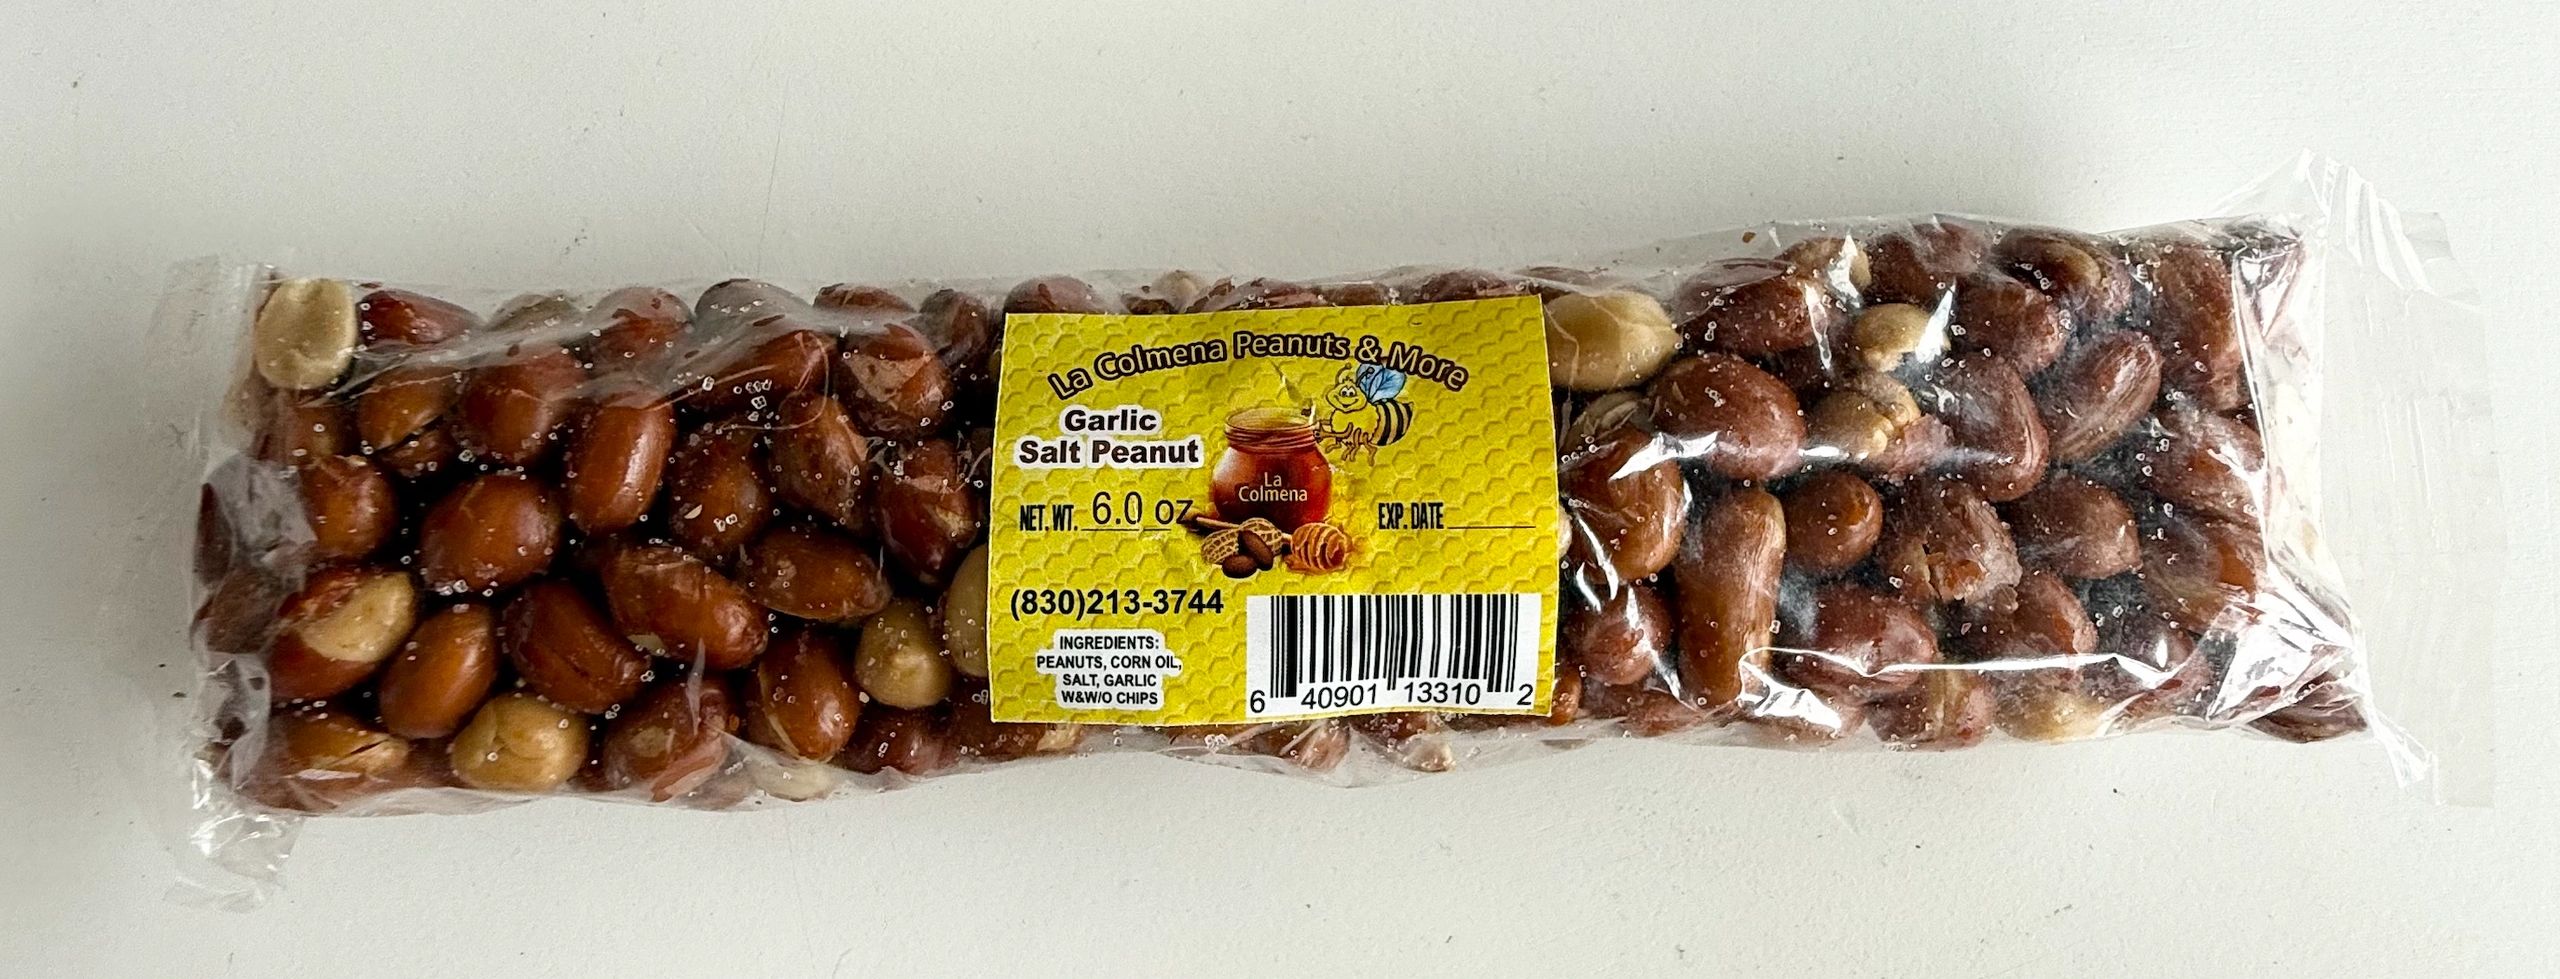 La Colmena Peanuts & More
Garlic
Salt Peanut
La
Colmena
NET. WT. 6.0 oz
EXP. DATE
(830)213-3744
INGREDIENTS:
PEANUTS, CORN OIL,
SALT, GARLIC
W&W/O CHIPS
6 40901 13310 2